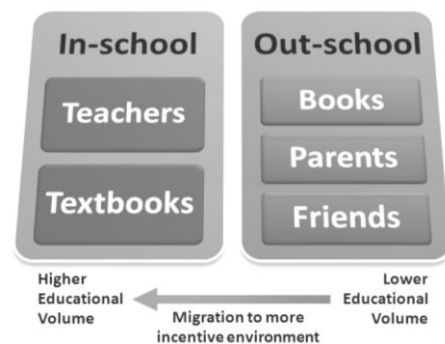 In-school
Teachers
Textbooks
Out-school
Books
Parents
Friends
Higher
Educational
Volume
Migration to more
incentive environment
Lower
Educational
Volume